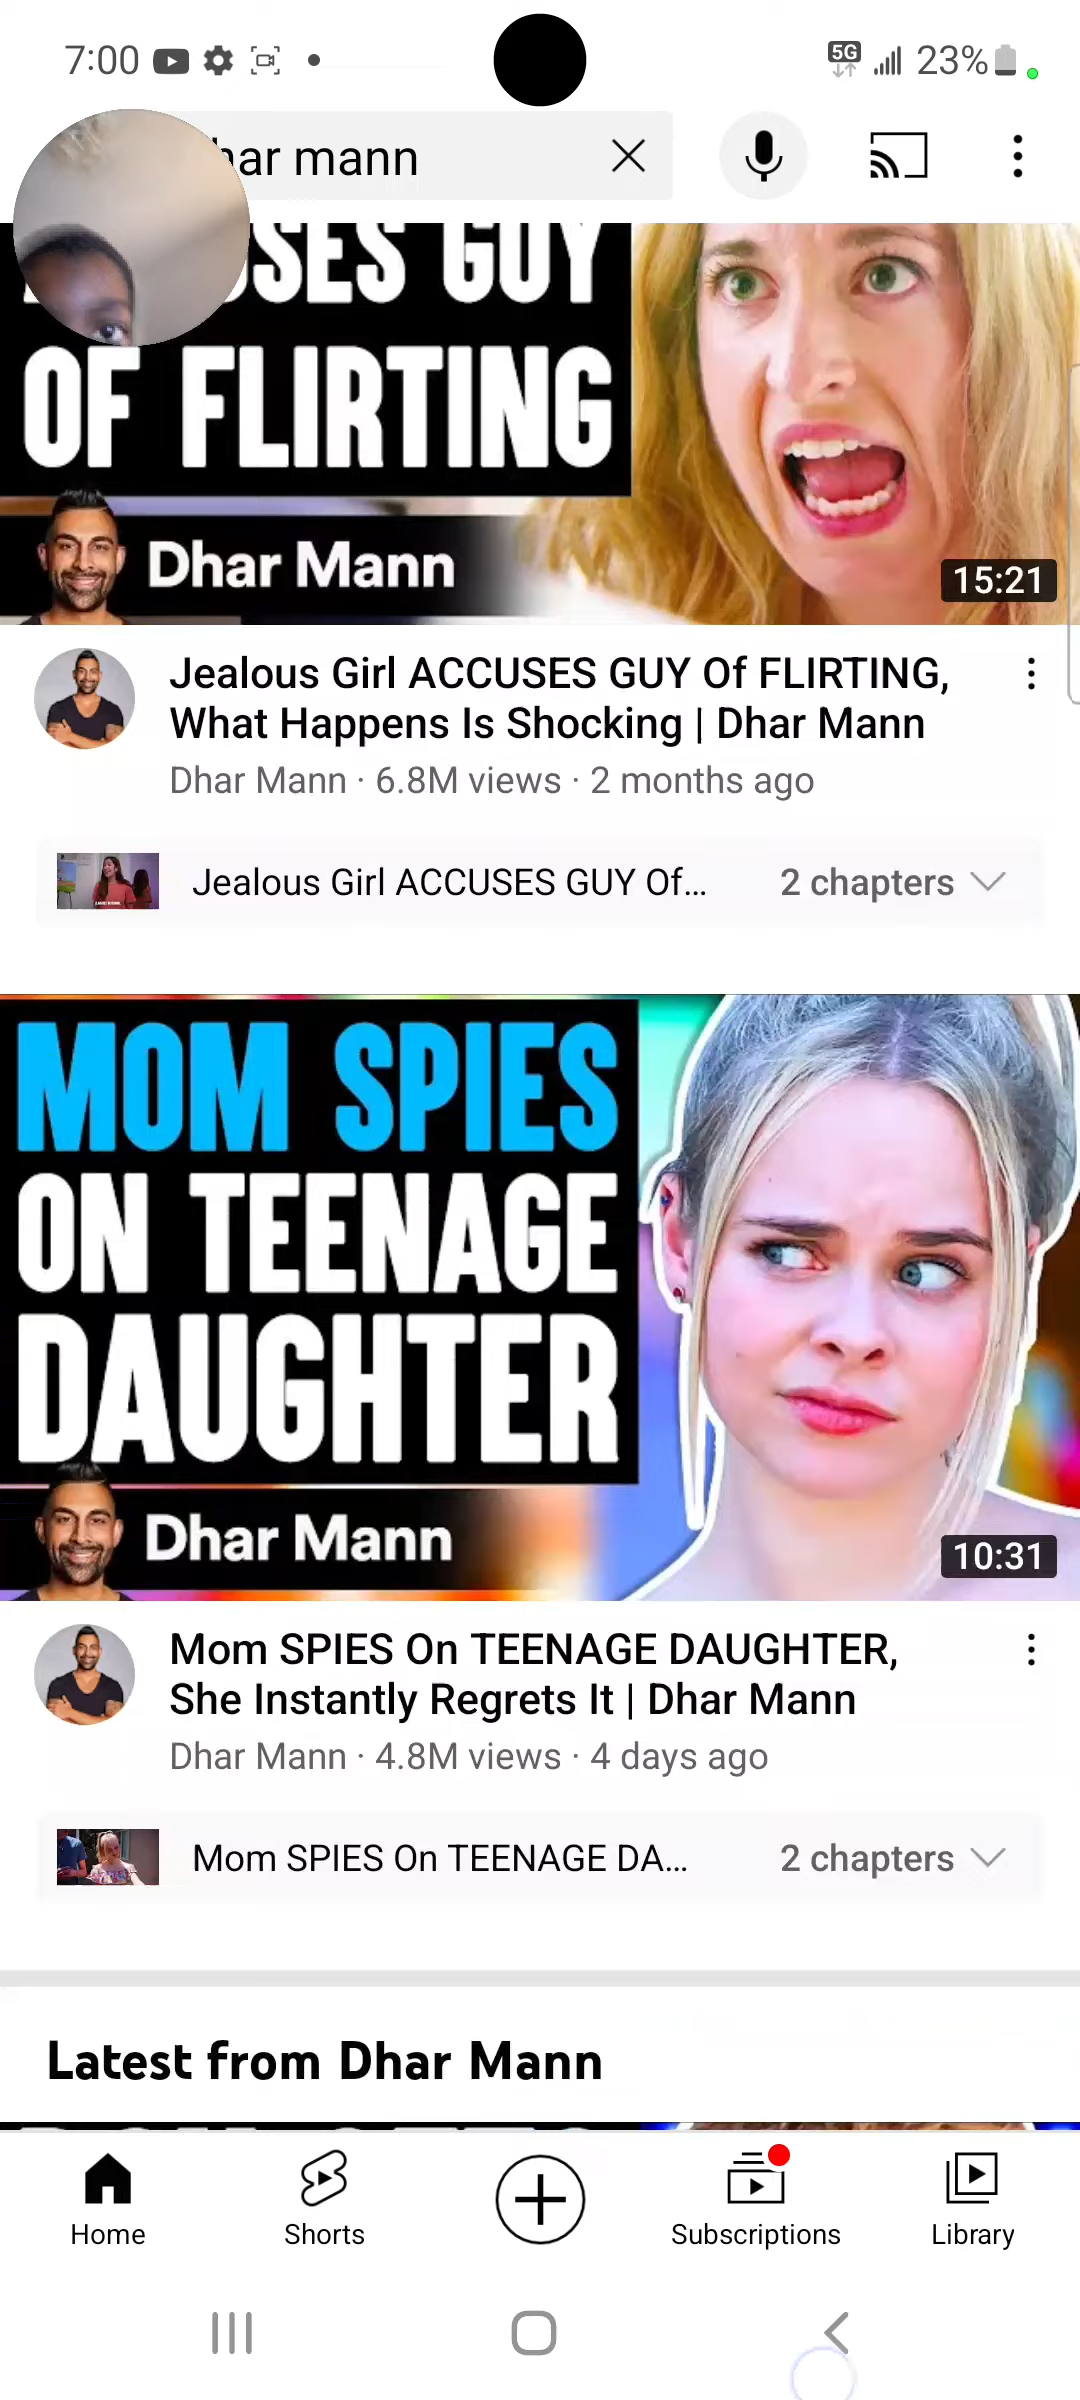 7:00
5G
23%
har mann
SES GUY
OF FLIRTING
Dhar Mann
15:21
Jealous Girl ACCUSES GUY Of FLIRTING,
What Happens Is Shocking | Dhar Mann
Dhar Mann · 6.8M views · 2 months ago
Jealous Girl ACCUSES GUY Of...
2 chapters
MOM SPIES
ON TEENAGE
DAUGHTER
Dhar Mann
10:31
Mom SPIES On TEENAGE DAUGHTER,
She Instantly Regrets It | Dhar Mann
Dhar Mann · 4.8M views · 4 days ago
Mom SPIES On TEENAGE DA...
2 chapters
Latest from Dhar Mann
Home
Shorts
Subscriptions
Library